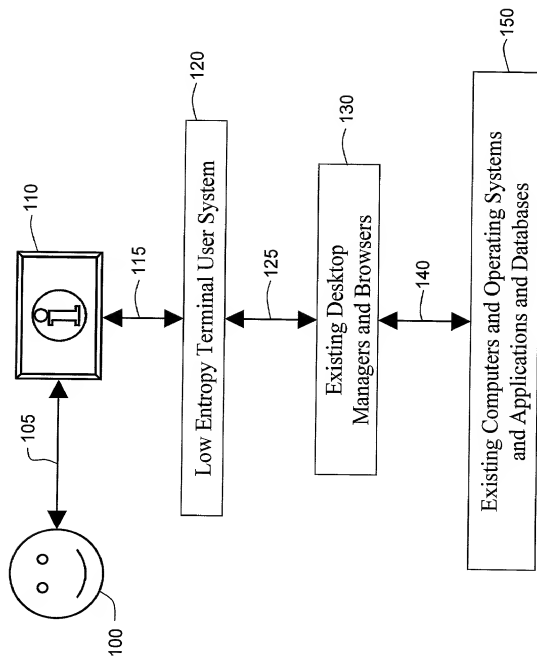 100
105
110
i
115
120
Low Entropy Terminal User System
125
130
Existing Desktop
Managers and Browsers
140
150
Existing Computers and Operating Systems
and Applications and Databases